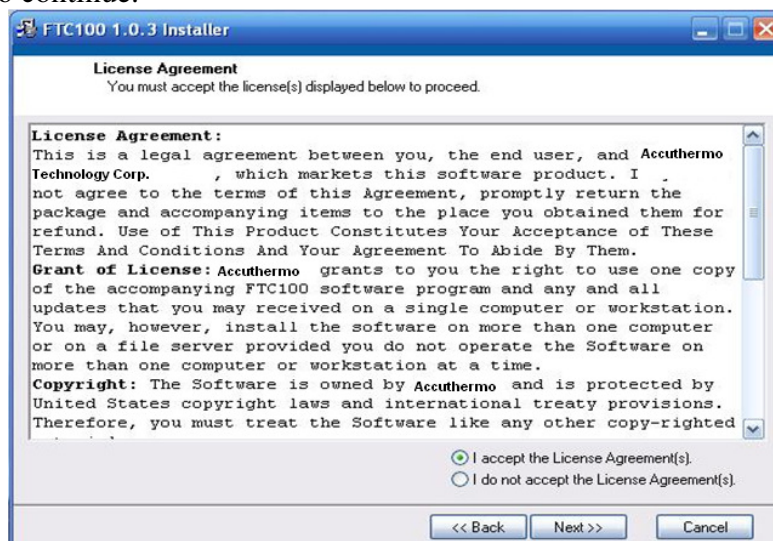 o continue.
FTC100 1.0.3 Installer
License Agreement
You must accept the license(s) displayed below to proceed.
License Agreement:
This is a legal agreement between you, the end user, and Accuthermo
Technology Corp. , which markets this software product. I
not agree to the terms of this Agreement, promptly return the
package and accompanying items to the place you obtained them for
refund. Use of This Product Constitutes Your Acceptance of These
Terms And Conditions And Your Agreement To Abide By Them.
Grant of License: Accuthermo grants to you the right to use one copy
of the accompanying FTC100 software program and any and all
updates that you may received on a single computer or workstation.
You may, however, install the Software on more than one computer
or on a file server provided you do not operate the Software on
more than one computer or workstation at a time.
Copyright: The Software is owned by Accuthermo and is protected by
United States copyright laws and international treaty provisions.
Therefore, you must treat the Software like any other copy-righted
I accept the License Agreement(s).
I do not accept the License Agreement(s).
<< Back Next >> Cancel